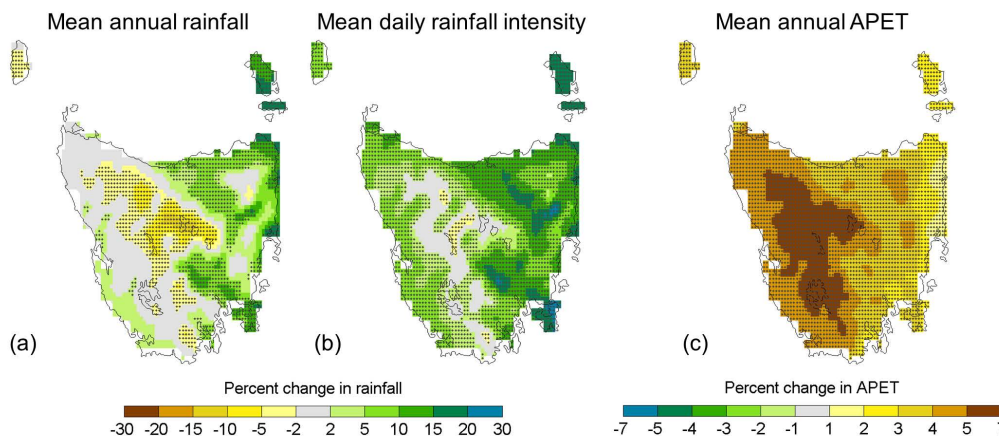 Mean annual rainfall
Mean daily rainfall intensity
Mean annual APET
(a)
(b)
(c)
Percent change in rainfall
-30 -20 -15 -10 -5 -2 2 5 10 15 20 30
Percent change in APET
-7 -5 -4 -3 -2 -1 1 2 3 4 5